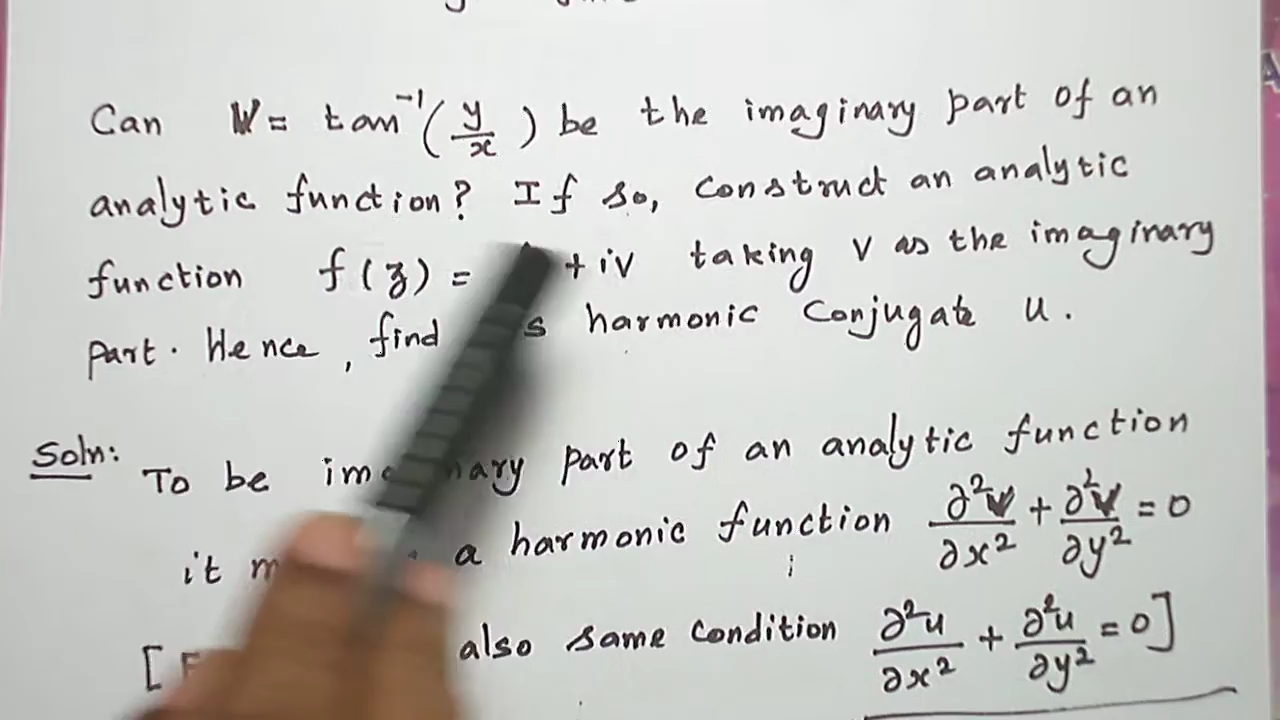 Can V = tan⁻¹(y/x) be the imaginary part of an
analytic function? If so, construct an analytic
function f(z) = + iv taking v as the imaginary
part. Hence, find harmonic Conjugate u.
Soln: To be part of an analytic function
it a harmonic function ∂²v/∂x² + ∂²v/∂y² = 0
[ also same condition ∂²u/∂x² + ∂²u/∂y² = 0]